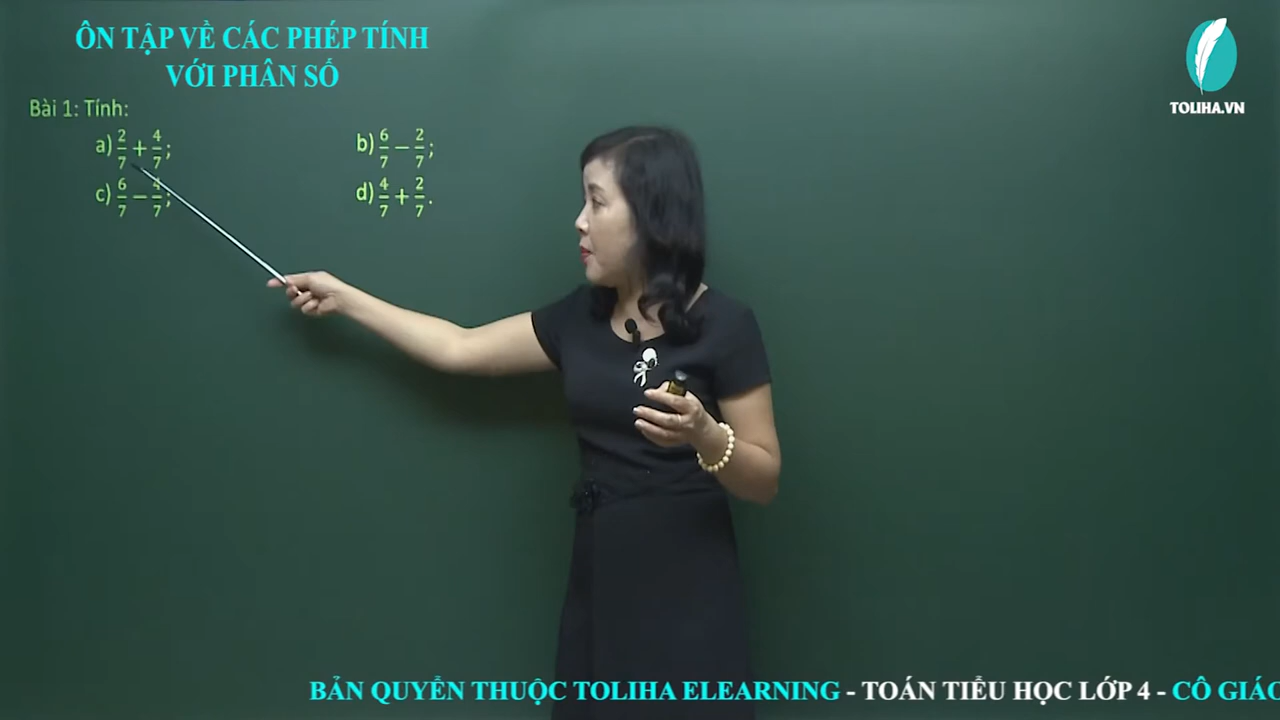 ÔN TẬP VỀ CÁC PHÉP TÍNH
VỚI PHÂN SỐ
TOLIHA.VN
Bài 1: Tính:
a) 2/7 + 4/7; b) 6/7 − 2/7;
c) 6/7 − 4/7; d) 4/7 + 2/7.
BẢN QUYỂN THUỘC TOLIHA ELEARNING - TOÁN TIỂU HỌC LỚP 4 - CÔ GIÁO